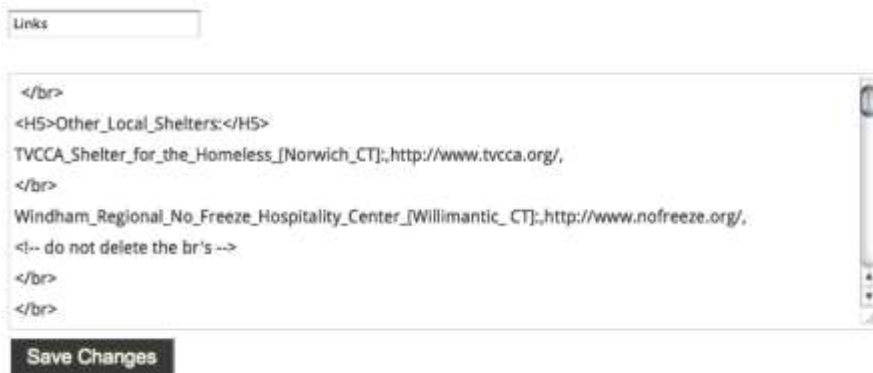 Links
</br>
<H5>Other_Local_Shelters:</H5>
TVCCA_Shelter_for_the_Homeless_[Norwich_CT]:,http://www.tvcca.org/,
</br>
Windham_Regional_No_Freeze_Hospitality_Center_[Willimantic_ CT]:,http://www.nofreeze.org/,
<!-- do not delete the br's -->
</br>
</br>
Save Changes